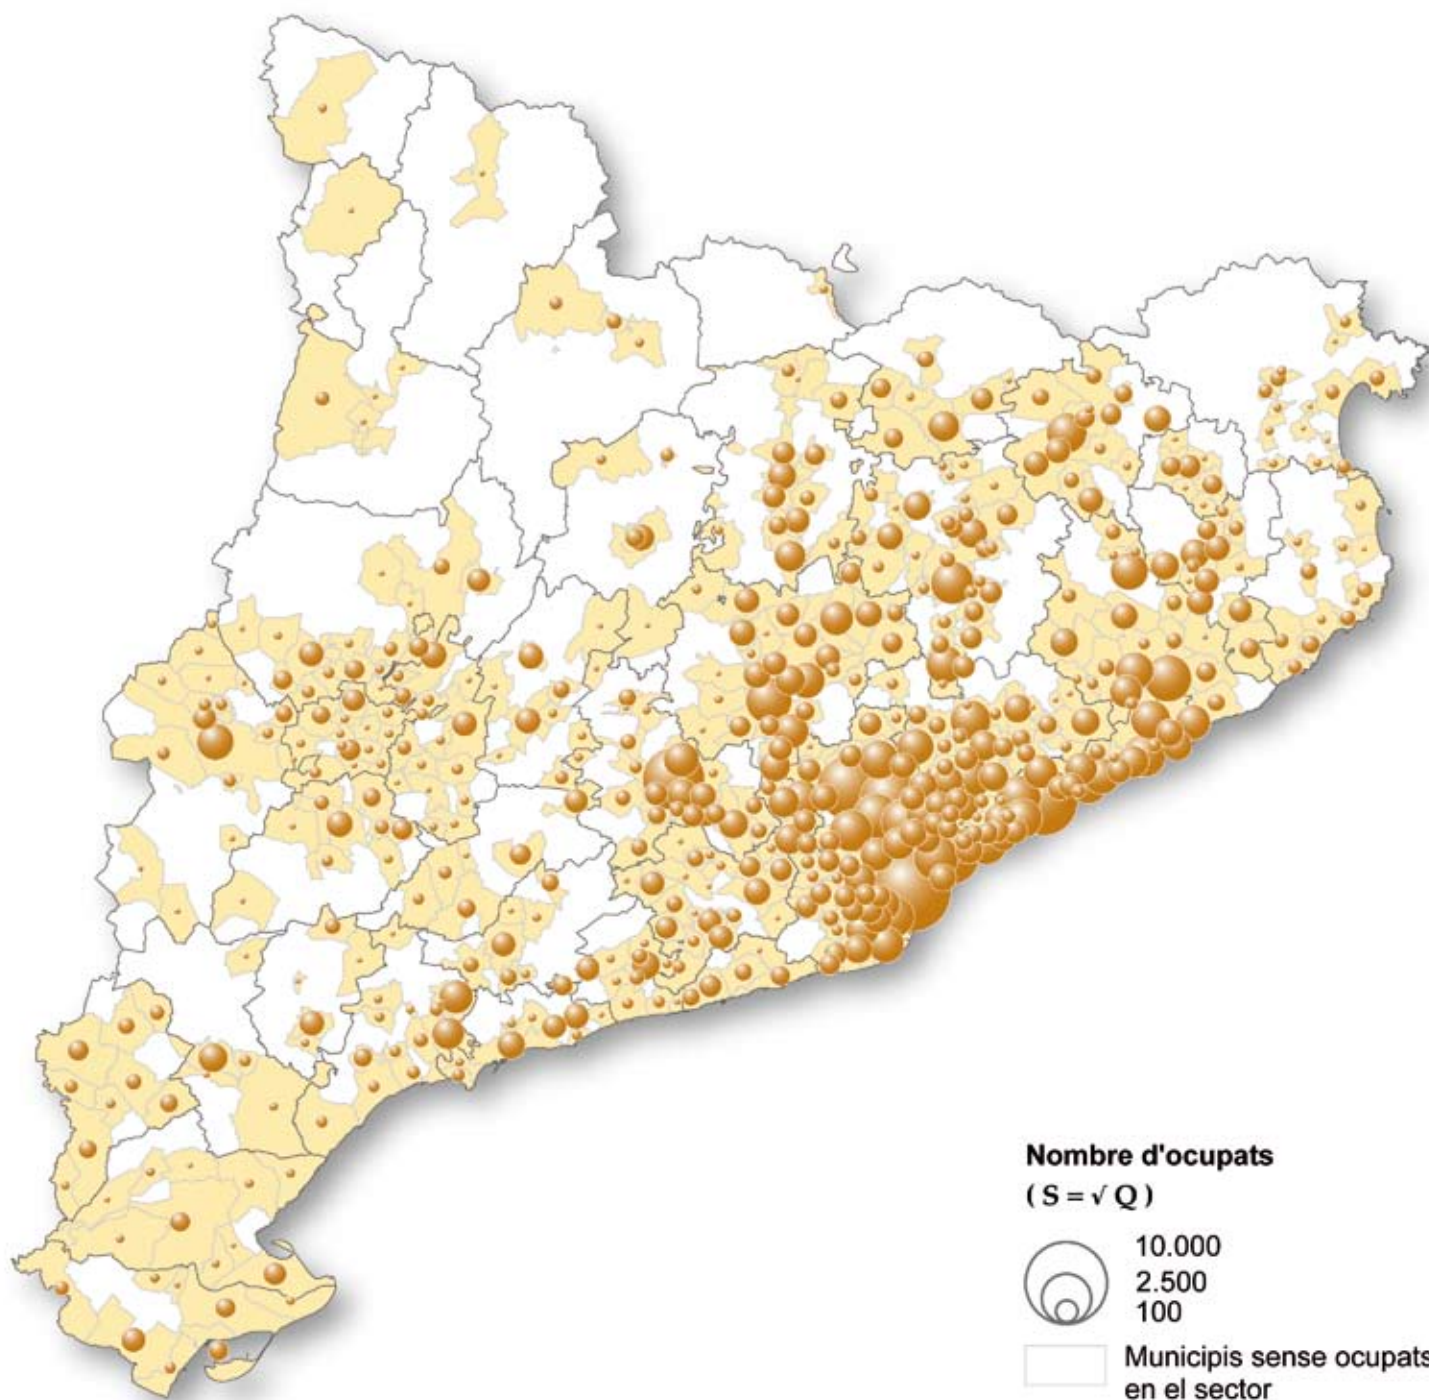 Nombre d'ocupats
( S = √ Q )
10.000
2.500
100
Municipis sense ocupats
en el sector